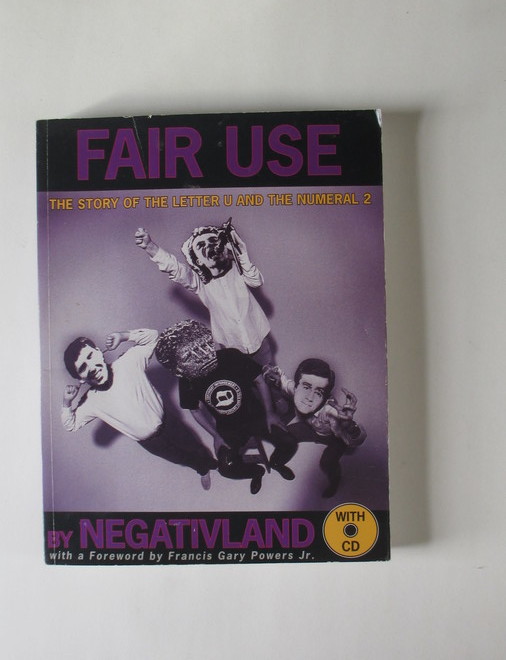 FAIR USE
THE STORY OF THE LETTER U AND THE NUMERAL 2
BY NEGATIVLAND
with a Foreword by Francis Gary Powers Jr.
WITH
CD